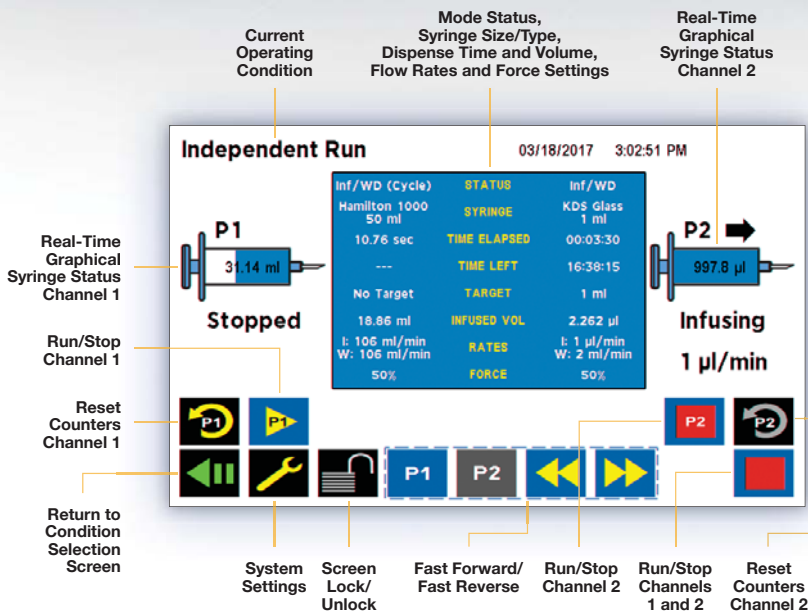 Current
Operating
Condition
Mode Status,
Syringe Size/Type,
Dispense Time and Volume,
Flow Rates and Force Settings
Real-Time
Graphical
Syringe Status
Channel 2
Independent Run
03/18/2017 3:02:51 PM
Inf/WD (Cycle) STATUS Inf/WD
Hamilton 1000
50 ml
SYRINGE
KDS Glass
1 ml
10.76 sec TIME ELAPSED 00:03:30
--- TIME LEFT 16:38:15
No Target TARGET 1 ml
18.86 ml INFUSED VOL 2.262 µl
I: 106 ml/min
W: 106 ml/min
RATES
I: 1 µl/min
W: 2 ml/min
50% FORCE 50%
P1
31.14 ml
Stopped
P2
997.8 µl
Infusing
1 µl/min
Real-Time
Graphical
Syringe Status
Channel 1
Run/Stop
Channel 1
Reset
Counters
Channel 1
Return to
Condition
Selection
Screen
P1
P1
P2
P2
P1
P2
System
Settings
Screen
Lock/
Unlock
Fast Forward/
Fast Reverse
Run/Stop
Channel 2
Run/Stop
Channels
1 and 2
Reset
Counters
Channel 2